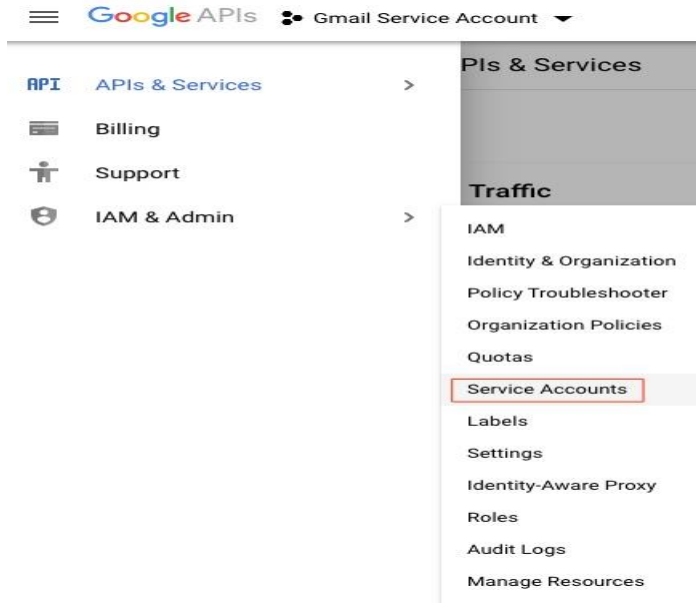 Google APIs Gmail Service Account
PIs & Services
API APIs & Services
Billing
Support
Traffic
IAM & Admin
IAM
Identity & Organization
Policy Troubleshooter
Organization Policies
Quotas
Service Accounts
Labels
Settings
Identity-Aware Proxy
Roles
Audit Logs
Manage Resources